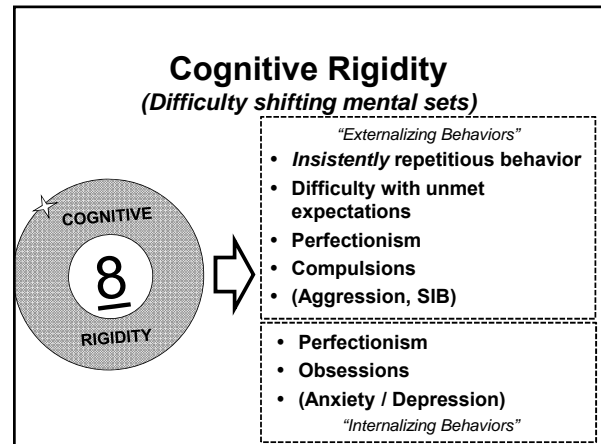 Cognitive Rigidity
(Difficulty shifting mental sets)
COGNITIVE
8
RIGIDITY
“Externalizing Behaviors”
• Insistently repetitious behavior
• Difficulty with unmet
expectations
• Perfectionism
• Compulsions
• (Aggression, SIB)
• Perfectionism
• Obsessions
• (Anxiety / Depression)
“Internalizing Behaviors”